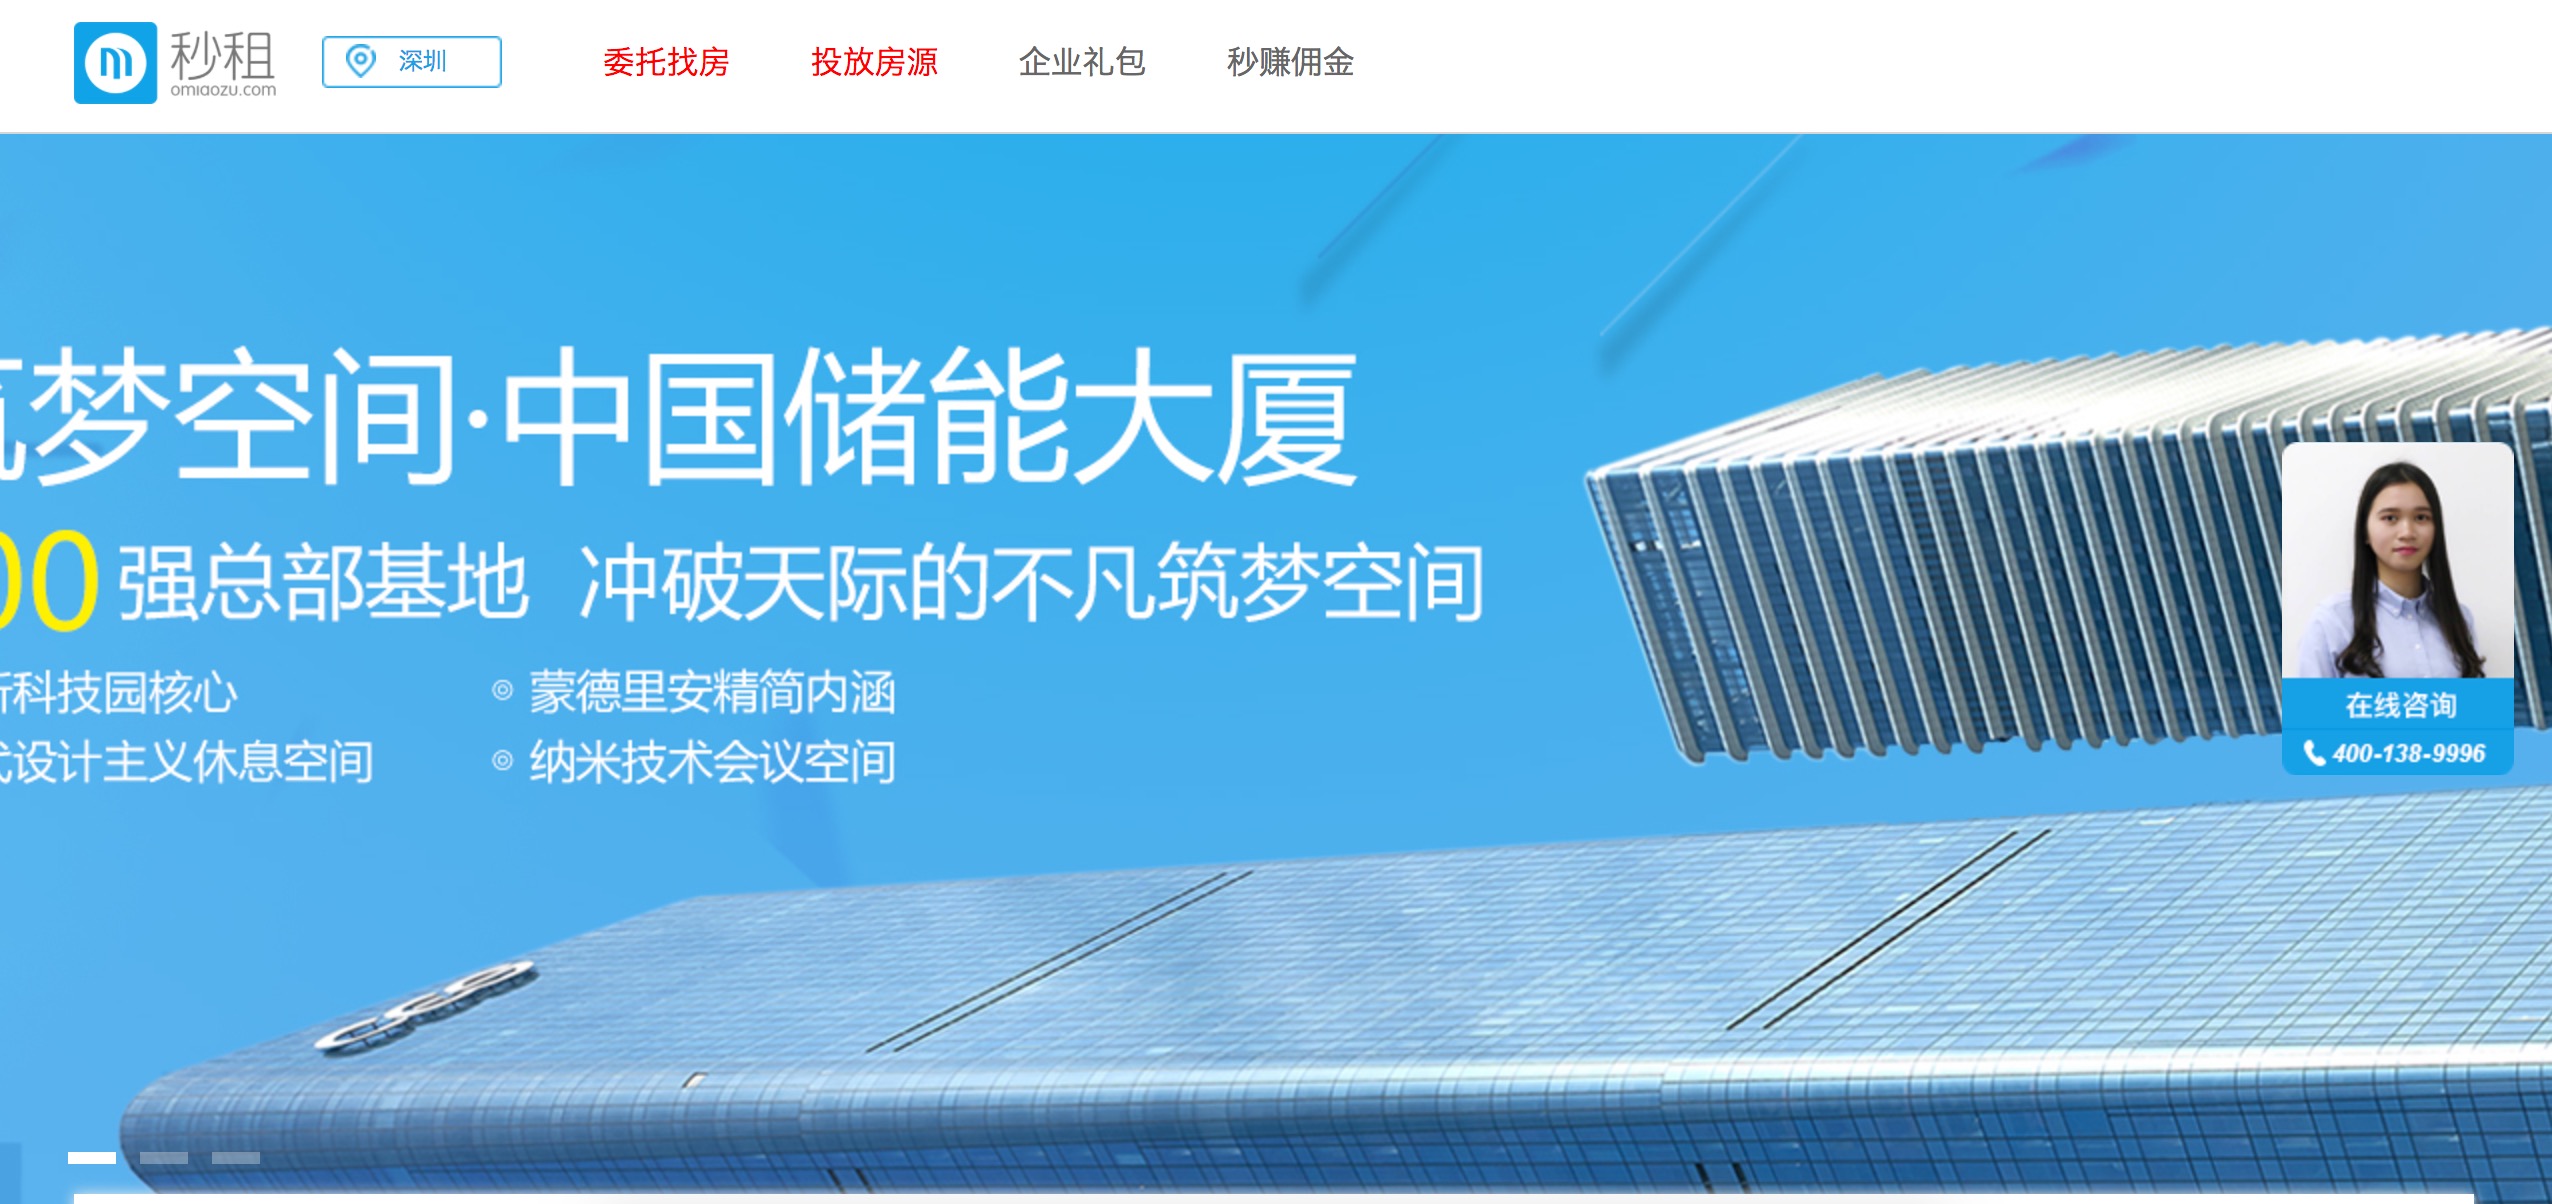 秒租
omiaozu.com
深圳
委托找房
投放房源
企业礼包
秒赚佣金
筑梦空间·中国储能大厦
00 强总部基地 冲破天际的不凡筑梦空间
科技园核心
◎ 蒙德里安精简内涵
设计主义休息空间
◎ 纳米技术会议空间
在线咨询
400-138-9996